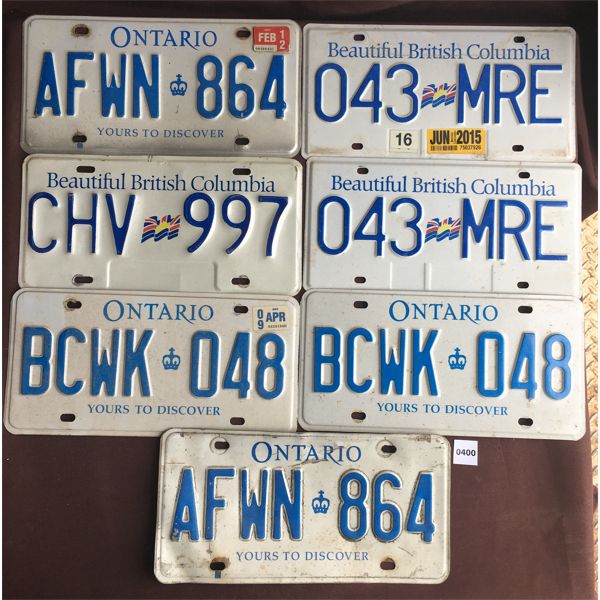 ONTARIO
FEB 12
AFWN 864
YOURS TO DISCOVER
Beautiful British Columbia
043 MRE
16 JUN 2015
75037926
Beautiful British Columbia
CHV 997
Beautiful British Columbia
043 MRE
ONTARIO
09 APR
BCWK 048
YOURS TO DISCOVER
ONTARIO
BCWK 048
YOURS TO DISCOVER
ONTARIO
0400
AFWN 864
YOURS TO DISCOVER